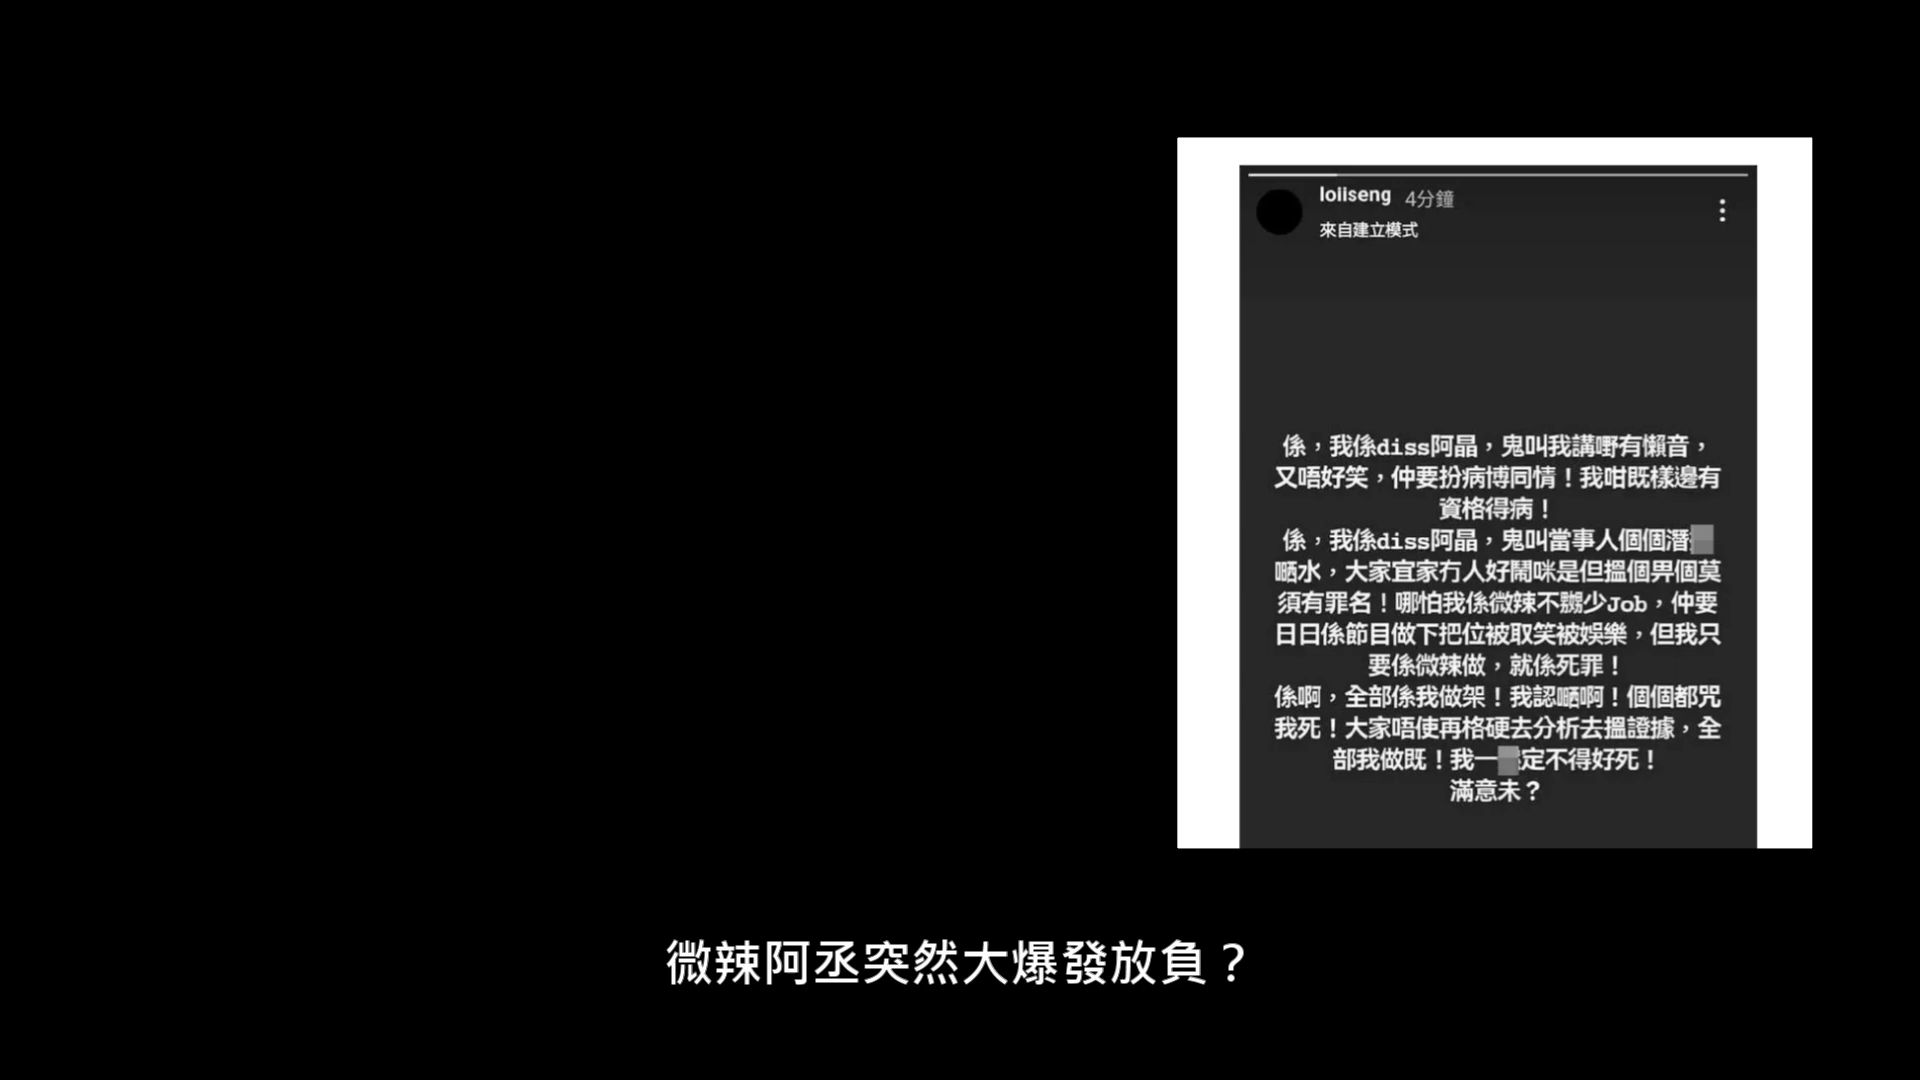 loiiseng 4分鐘
來自建立模式
係，我係diss阿晶，鬼叫我講嘢有懶音，
又唔好笑，仲要扮病博同情！我咁既樣邊有
資格得病！
係，我係diss阿晶，鬼叫當事人個個潛
嗮水，大家宜家冇人好鬧咪是但搵個畀個莫
須有罪名！哪怕我係微辣不嬲少Job，仲要
日日係節目做下把位被取笑被娛樂，但我只
要係微辣做，就係死罪！
係啊，全部係我做架！我認嗮啊！個個都咒
我死！大家唔使再格硬去分析去搵證據，全
部我做既！我一定不得好死！
滿意未？
微辣阿丞突然大爆發放負？